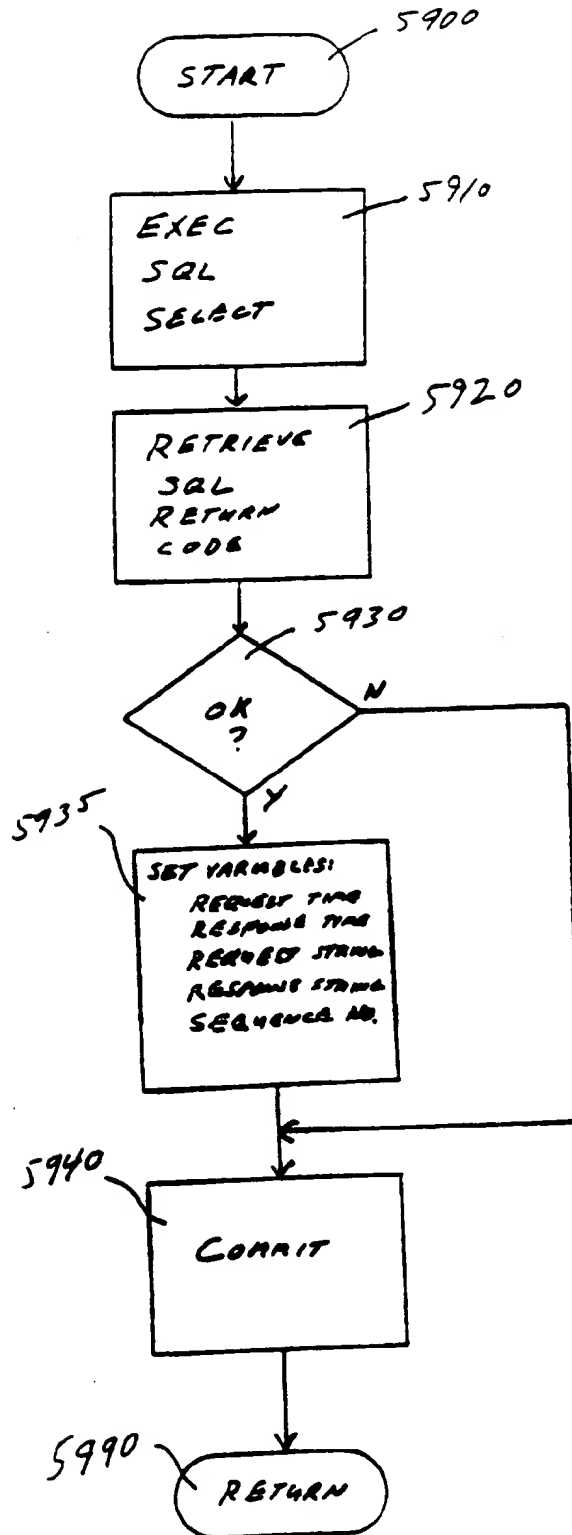 5900
START
5910
EXEC
SQL
SELECT
5920
RETRIEVE
SQL
RETURN
CODE
5930
OK
?
N
Y
5935
SET VARIABLES:
REQUEST TIME
RESPONSE TIME
REQUEST STRING
RESPONSE STRING
SEQUENCE NO.
5940
COMMIT
5990
RETURN